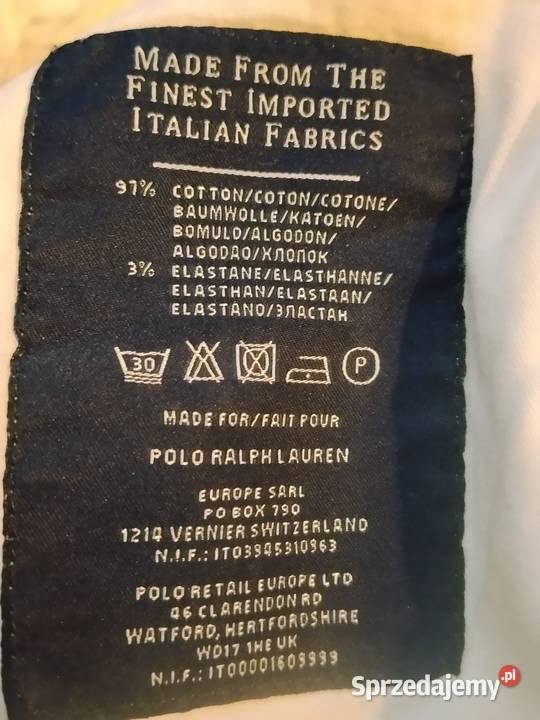 MADE FROM THE
FINEST IMPORTED
ITALIAN FABRICS
97% COTTON/COTON/COTONE/
BAUMWOLLE/KATOEN/
BOMULD/ALGODON/
ALGODAO/ХЛОПОК
3% ELASTANE/ELASTHANNE/
ELASTHAN/ELASTAAN/
ELASTANO/ЭЛАСТАН
30 P
MADE FOR/FAIT POUR
POLO RALPH LAUREN
EUROPE SARL
PO BOX 790
1214 VERNIER SWITZERLAND
N.I.F.: IT03945310963
POLO RETAIL EUROPE LTD
46 CLARENDON RD
WATFORD, HERTFORDSHIRE
WD17 1HE UK
N.I.F.: IT00001609999
Sprzedajemy.pl